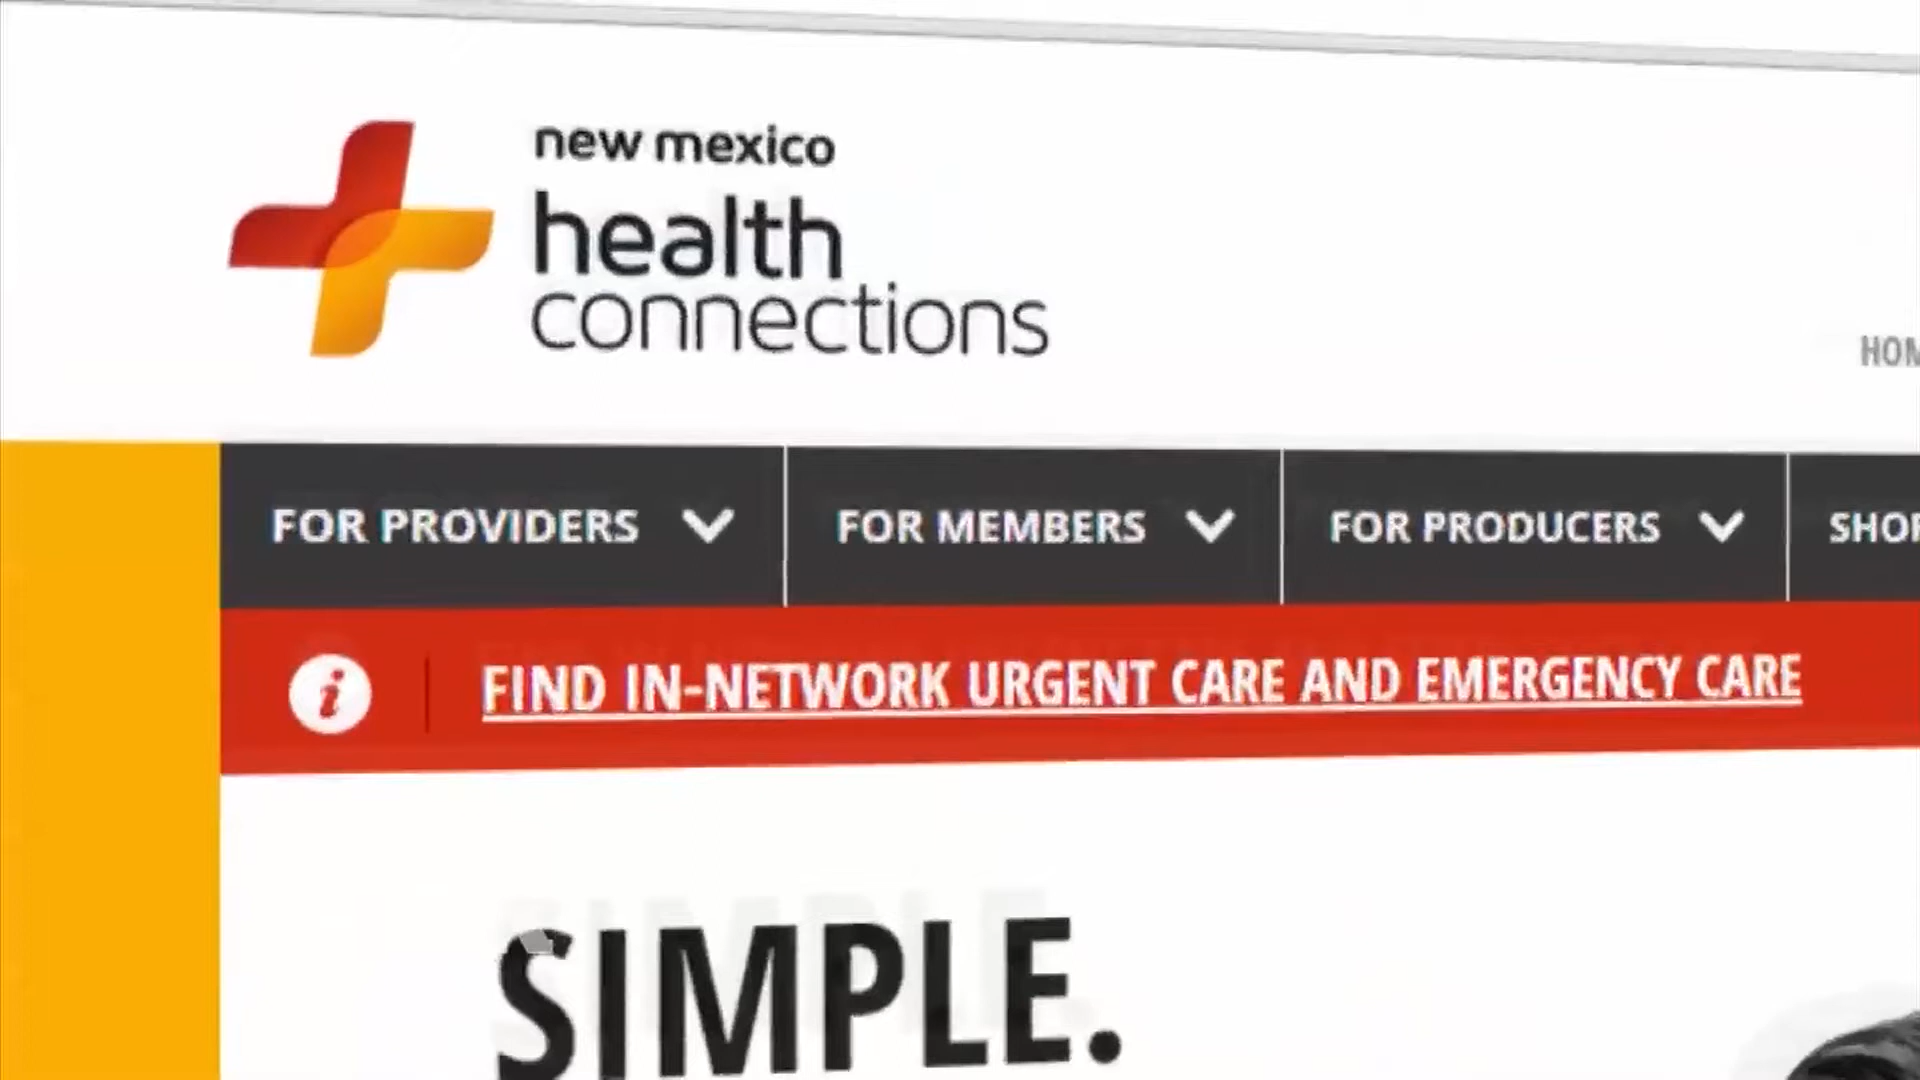 new mexico
health
connections
FOR PROVIDERS
FOR MEMBERS
FOR PRODUCERS
i
FIND IN-NETWORK URGENT CARE AND EMERGENCY CARE
SIMPLE.